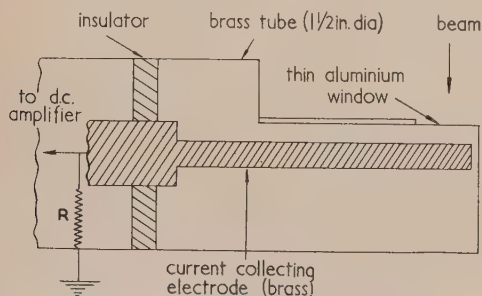 insulator
brass tube (1½in. dia)
beam
thin aluminium
window
to d.c.
amplifier
R
current collecting
electrode (brass)